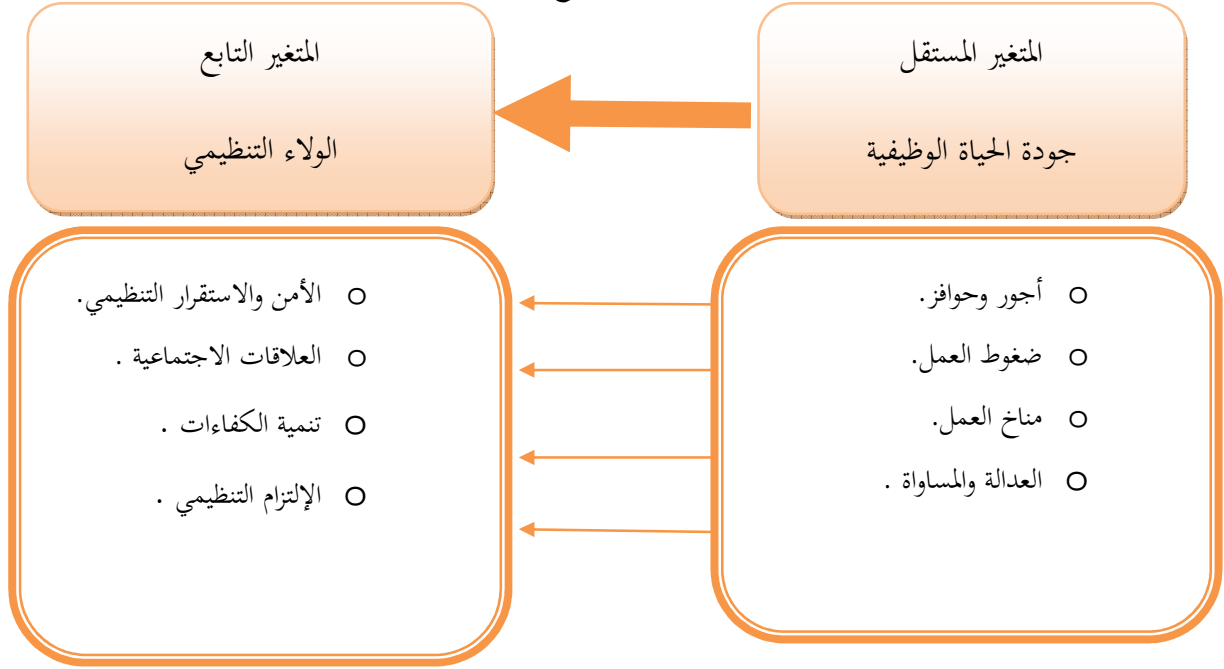 المتغير المستقل
جودة الحياة الوظيفية
المتغير التابع
الولاء التنظيمي
o أجور وحوافز.
o ضغوط العمل.
o مناخ العمل.
o العدالة والمساواة .
o الأمن والاستقرار التنظيمي.
o العلاقات الاجتماعية .
o تنمية الكفاءات .
o الإلتزام التنظيمي .